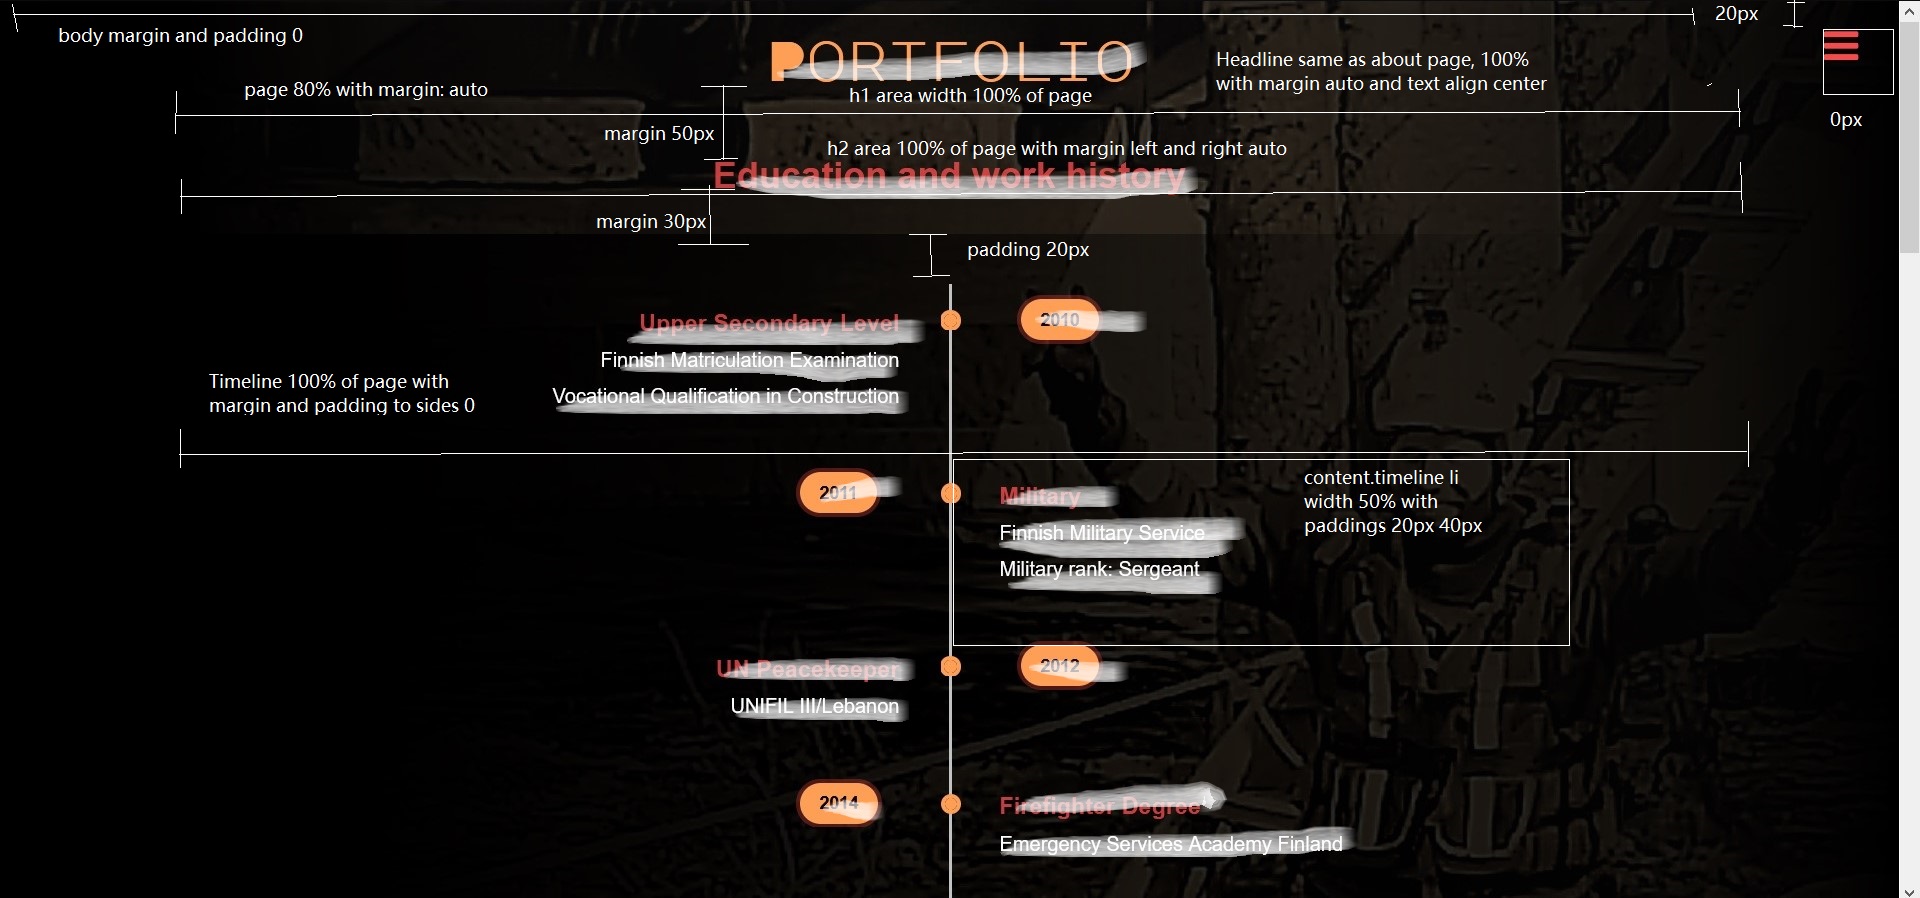 20px
body margin and padding 0
PORTFOLIO
Headline same as about page, 100%
with margin auto and text align center
page 80% with margin: auto
h1 area width 100% of page
0px
margin 50px
h2 area 100% of page with margin left and right auto
Education and work history
margin 30px
padding 20px
Upper Secondary Level
2010
Finnish Matriculation Examination
Vocational Qualification in Construction
Timeline 100% of page with
margin and padding to sides 0
2011
Military
Finnish Military Service
Military rank: Sergeant
content.timeline li
width 50% with
paddings 20px 40px
UN Peacekeeper
2012
UNIFIL III/Lebanon
2014
Firefighter Degree
Emergency Services Academy Finland